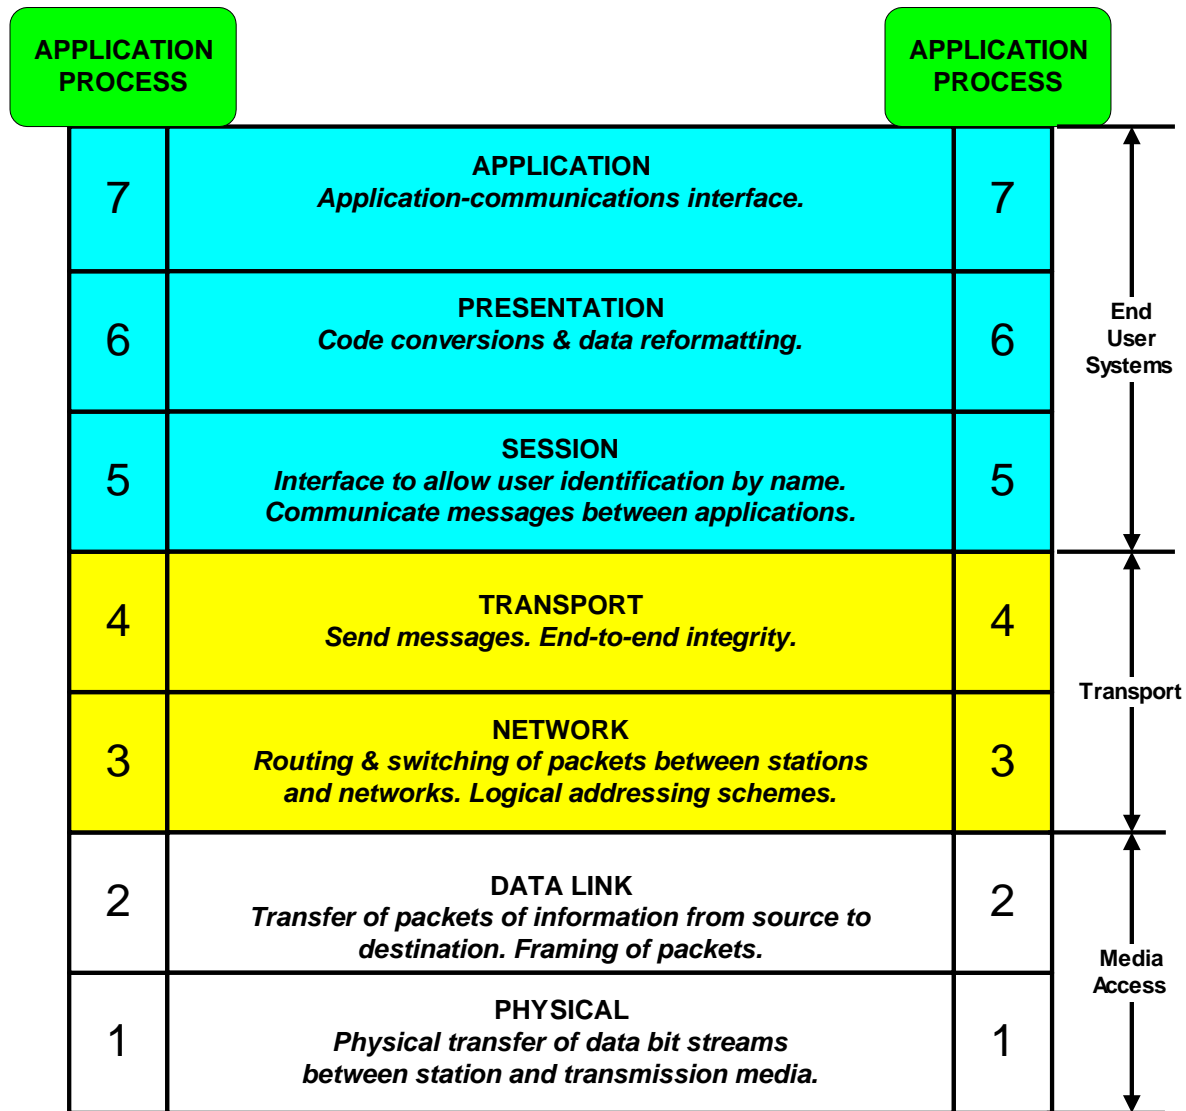 APPLICATION
PROCESS
APPLICATION
PROCESS
7
APPLICATION
Application-communications interface.
7
6
PRESENTATION
Code conversions & data reformatting.
6
End
User
Systems
5
SESSION
Interface to allow user identification by name.
Communicate messages between applications.
5
4
TRANSPORT
Send messages. End-to-end integrity.
4
Transport
3
NETWORK
Routing & switching of packets between stations
and networks. Logical addressing schemes.
3
2
DATA LINK
Transfer of packets of information from source to
destination. Framing of packets.
2
Media
Access
1
PHYSICAL
Physical transfer of data bit streams
between station and transmission media.
1